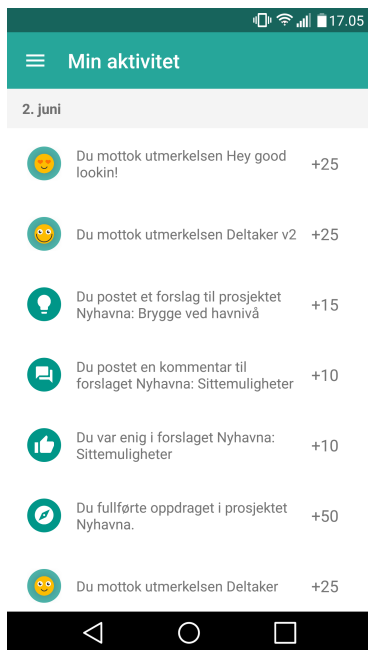 17.05
Min aktivitet
2. juni
Du mottok utmerkelsen Hey good
lookin!
+25
Du mottok utmerkelsen Deltaker v2
+25
Du postet et forslag til prosjektet
Nyhavna: Brygge ved havnivå
+15
Du postet en kommentar til
forslaget Nyhavna: Sittemuligheter
+10
Du var enig i forslaget Nyhavna:
Sittemuligheter
+10
Du fullførte oppdraget i prosjektet
Nyhavna.
+50
Du mottok utmerkelsen Deltaker
+25